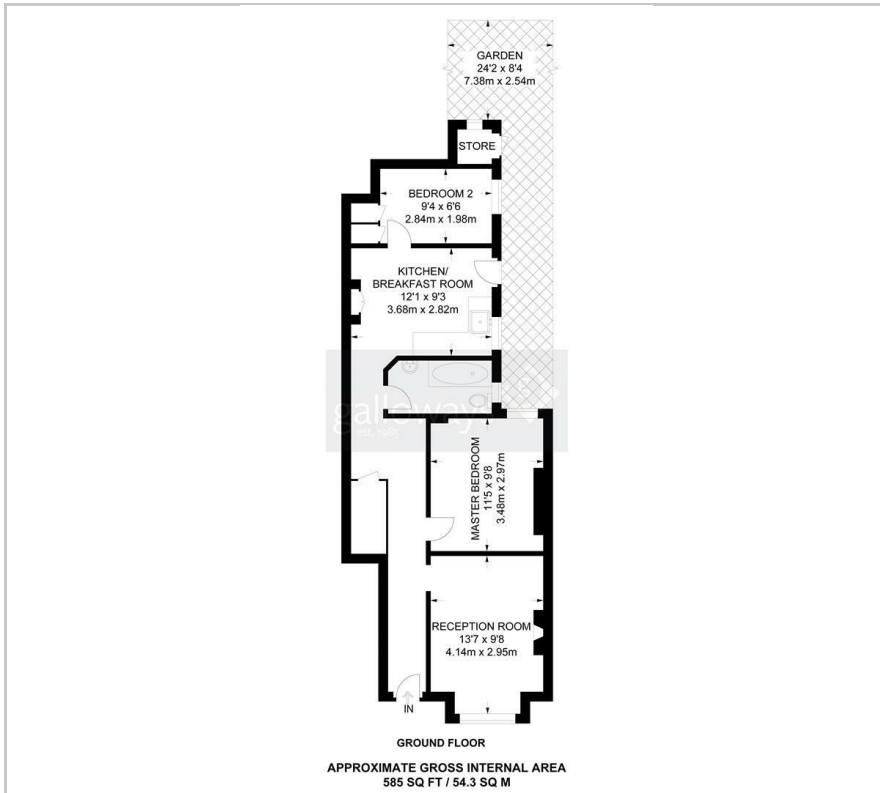 GARDEN
24'2 x 8'4
7.38m x 2.54m
STORE
BEDROOM 2
9'4 x 6'6
2.84m x 1.98m
KITCHEN/
BREAKFAST ROOM
12'1 x 9'3
3.68m x 2.82m
galloways
est. 1985
MASTER BEDROOM
11'5 x 9'8
3.48m x 2.97m
RECEPTION ROOM
13'7 x 9'8
4.14m x 2.95m
IN
GROUND FLOOR
APPROXIMATE GROSS INTERNAL AREA
585 SQ FT / 54.3 SQ M